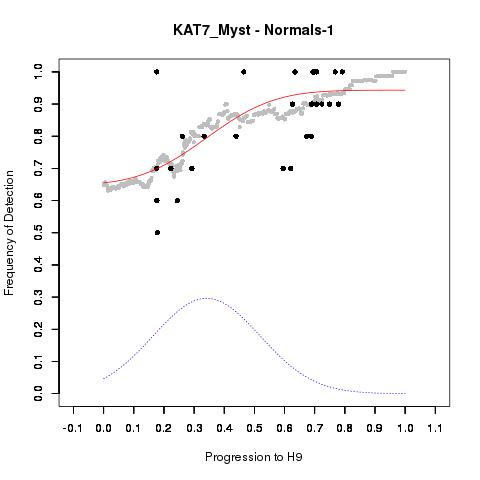 KAT7_Myst - Normals-1
Frequency of Detection
1.0
0.9
0.8
0.7
0.6
0.5
0.4
0.3
0.2
0.1
0.0
-0.1 0.0 0.1 0.2 0.3 0.4 0.5 0.6 0.7 0.8 0.9 1.0 1.1
Progression to H9